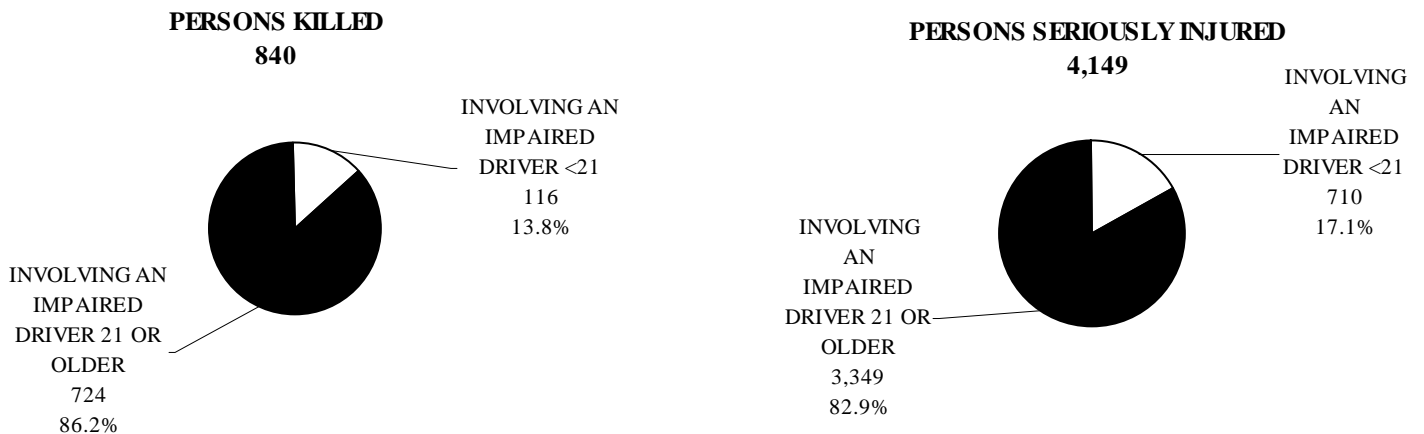 PERSONS KILLED
840
INVOLVING AN
IMPAIRED
DRIVER <21
116
13.8%
INVOLVING AN
IMPAIRED
DRIVER 21 OR
OLDER
724
86.2%
PERSONS SERIOUSLY INJURED
4,149
INVOLVING
AN
IMPAIRED
DRIVER <21
710
17.1%
INVOLVING
AN
IMPAIRED
DRIVER 21 OR
OLDER
3,349
82.9%